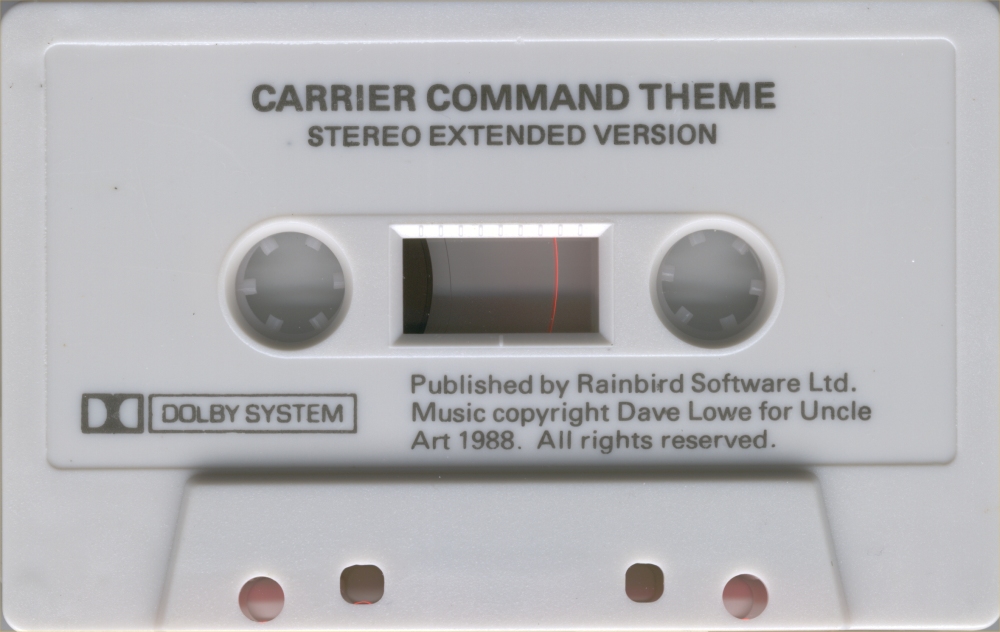 CARRIER COMMAND THEME
STEREO EXTENDED VERSION
DOLBY SYSTEM
Published by Rainbird Software Ltd.
Music copyright Dave Lowe for Uncle
Art 1988.  All rights reserved.